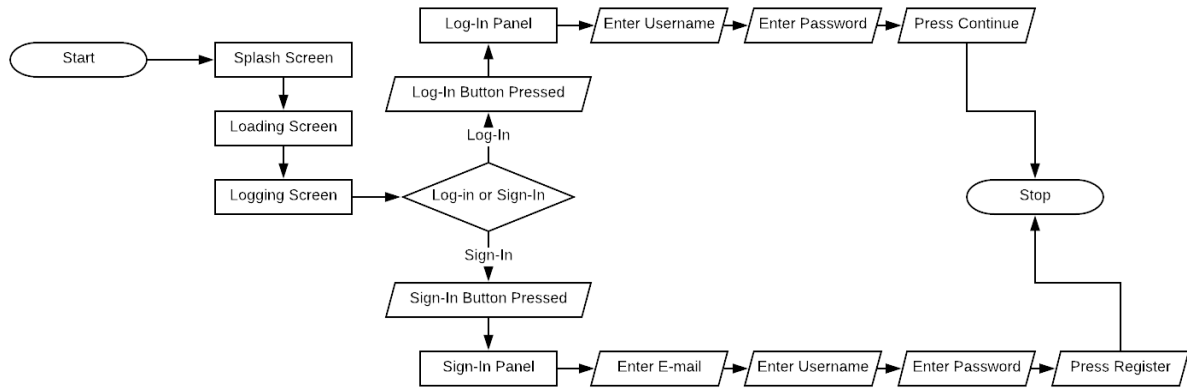 Start
Splash Screen
Loading Screen
Logging Screen
Log-in or Sign-In
Log-In
Log-In Button Pressed
Log-In Panel
Enter Username
Enter Password
Press Continue
Stop
Sign-In
Sign-In Button Pressed
Sign-In Panel
Enter E-mail
Enter Username
Enter Password
Press Register